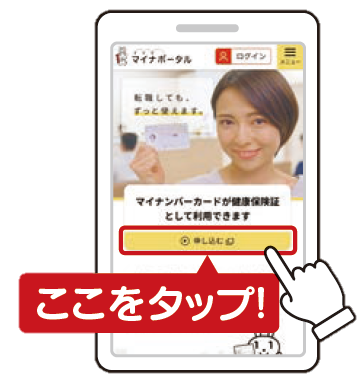 マイナポータル
ログイン
メニュー
転職しても、
ずっと使えます。
マイナンバーカードが健康保険証
として利用できます
申し込む
ここをタップ!